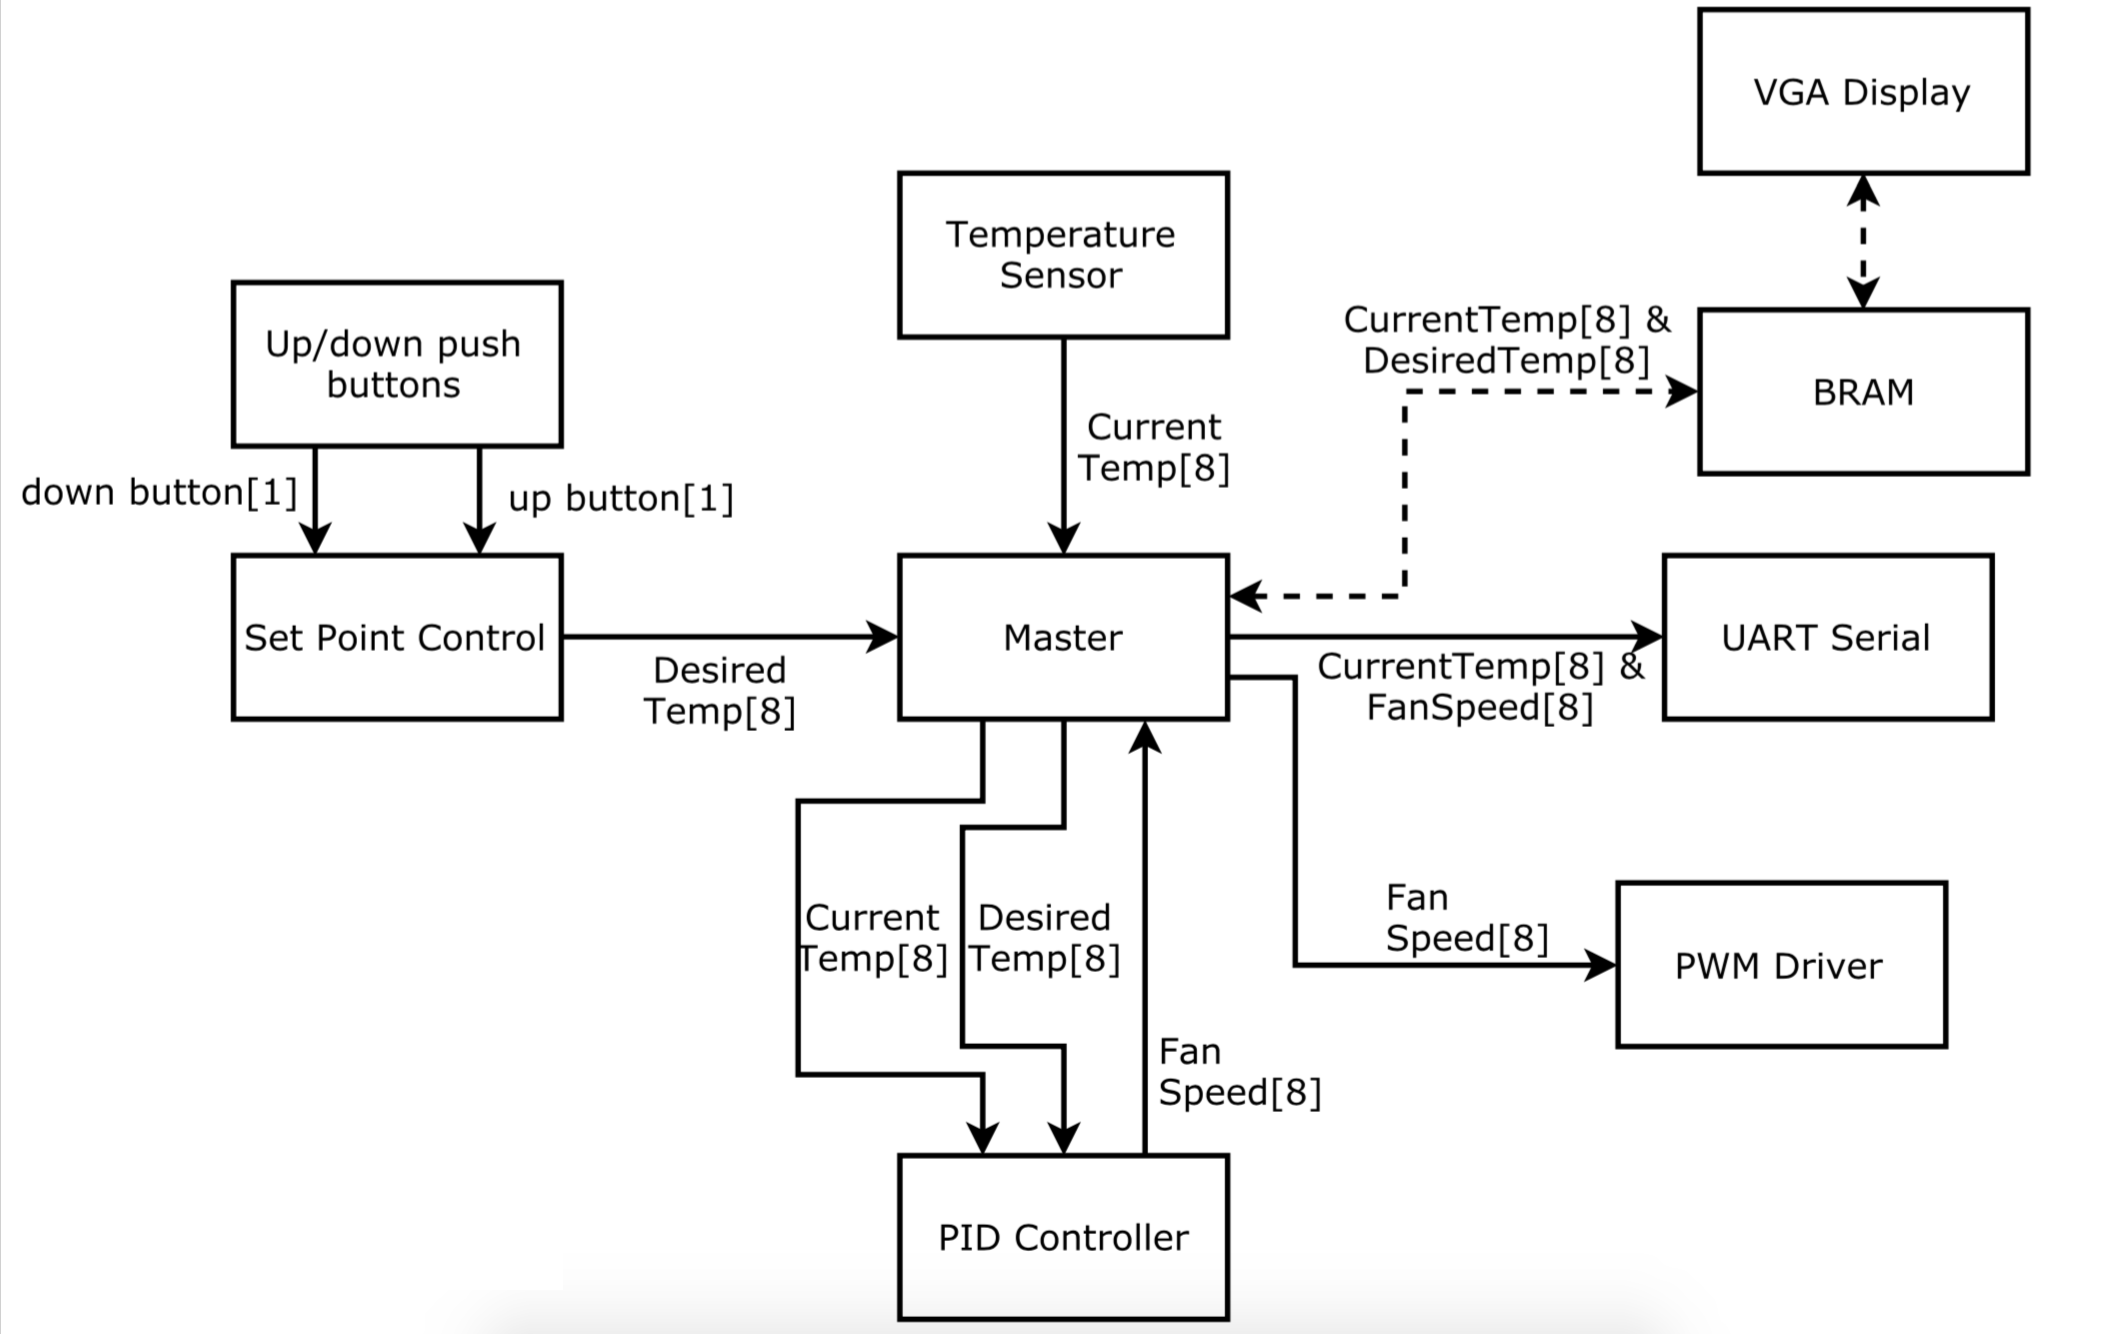 VGA Display
Temperature
Sensor
Up/down push
buttons
CurrentTemp[8] &
DesiredTemp[8]
BRAM
Current
Temp[8]
down button[1]
up button[1]
Set Point Control
Desired
Temp[8]
Master
UART Serial
CurrentTemp[8] &
FanSpeed[8]
Current
Temp[8]
Desired
Temp[8]
Fan
Speed[8]
PWM Driver
Fan
Speed[8]
PID Controller